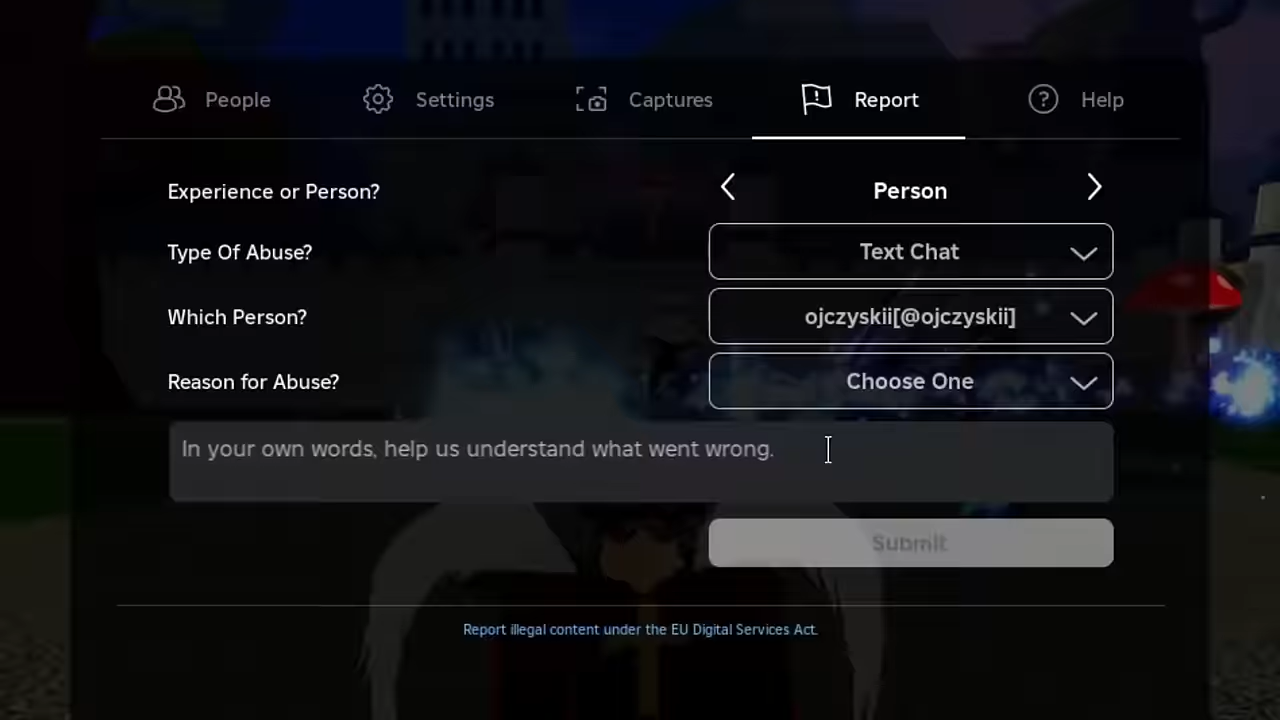 People Settings Captures Report Help
Experience or Person? Person
Type Of Abuse? Text Chat
Which Person? ojczyskii[@ojczyskii]
Reason for Abuse? Choose One
In your own words, help us understand what went wrong.
Submit
Report illegal content under the EU Digital Services Act.